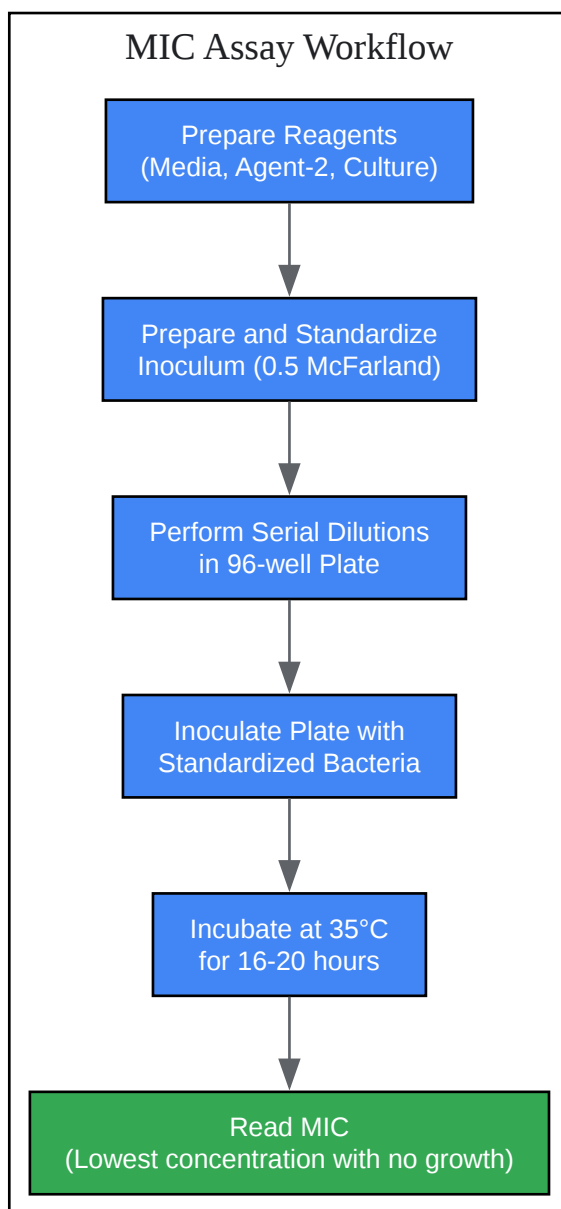 MIC Assay Workflow
Prepare Reagents
(Media, Agent-2, Culture)
Prepare and Standardize
Inoculum (0.5 McFarland)
Perform Serial Dilutions
in 96-well Plate
Inoculate Plate with
Standardized Bacteria
Incubate at 35°C
for 16-20 hours
Read MIC
(Lowest concentration with no growth)